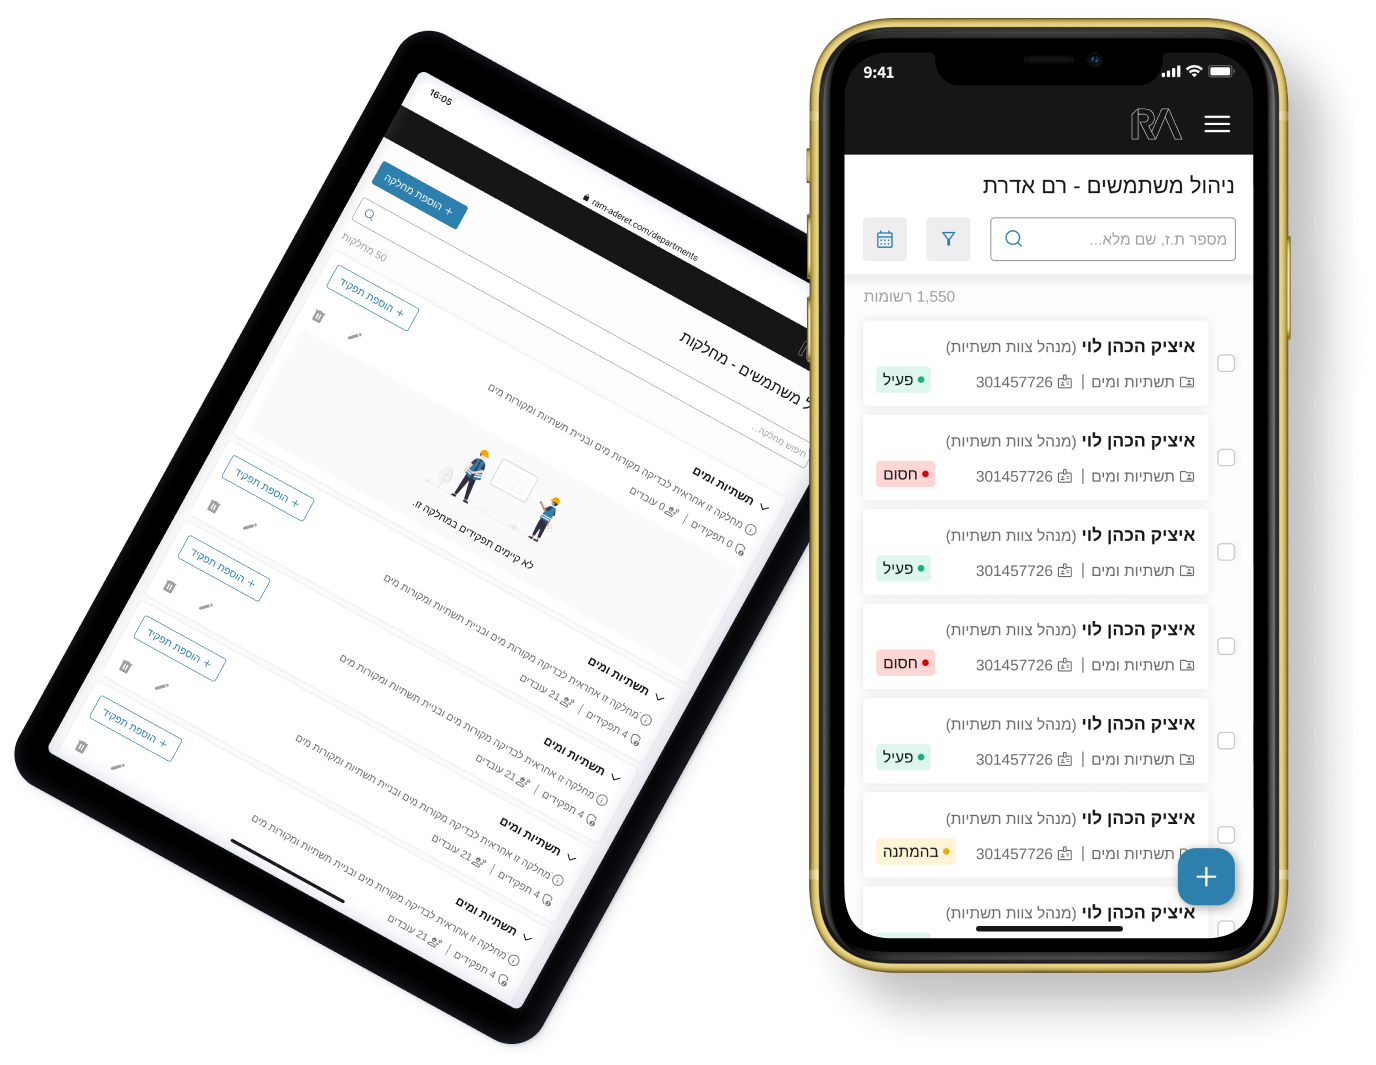 16:05
ram-aderet.com/departments
ל משתמשים - מחלקות
+ הוספת מחלקה
חיפוש מחלקה...
50 מחלקות
תשתיות ומים
+ הוספת תפקיד
מחלקה זו אחראית לבדיקה מקורות מים ובניית תשתיות ומקורות מים
0 תפקידים | 0 עובדים
לא קיימים תפקידים במחלקה זו.
תשתיות ומים
+ הוספת תפקיד
מחלקה זו אחראית לבדיקה מקורות מים ובניית תשתיות ומקורות מים
4 תפקידים | 21 עובדים
תשתיות ומים
+ הוספת תפקיד
מחלקה זו אחראית לבדיקה מקורות מים ובניית תשתיות ומקורות מים
4 תפקידים | 21 עובדים
תשתיות ומים
+ הוספת תפקיד
מחלקה זו אחראית לבדיקה מקורות מים ובניית תשתיות ומקורות מים
4 תפקידים | 21 עובדים
תשתיות ומים
+ הוספת תפקיד
מחלקה זו אחראית לבדיקה מקורות מים ובניית תשתיות ומקורות מים
4 תפקידים | 21 עובדים
9:41
RA
ניהול משתמשים - רם אדרת
מספר ת.ז, שם מלא...
1,550 רשומות
איציק הכהן לוי (מנהל צוות תשתיות)
תשתיות ומים | 301457726 פעיל
איציק הכהן לוי (מנהל צוות תשתיות)
תשתיות ומים | 301457726 חסום
איציק הכהן לוי (מנהל צוות תשתיות)
תשתיות ומים | 301457726 פעיל
איציק הכהן לוי (מנהל צוות תשתיות)
תשתיות ומים | 301457726 חסום
איציק הכהן לוי (מנהל צוות תשתיות)
תשתיות ומים | 301457726 פעיל
איציק הכהן לוי (מנהל צוות תשתיות)
תשתיות ומים | 301457726 בהמתנה
איציק הכהן לוי (מנהל צוות תשתיות)